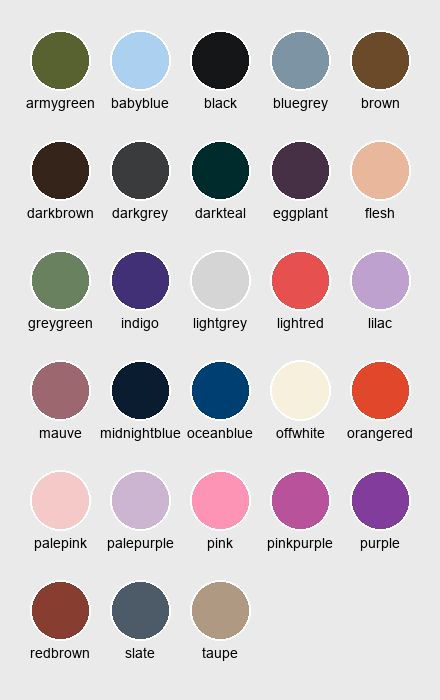 armygreen babyblue black bluegrey brown
darkbrown darkgrey darkteal eggplant flesh
greygreen indigo lightgrey lightred lilac
mauve midnightblue oceanblue offwhite orangered
palepink palepurple pink pinkpurple purple
redbrown slate taupe